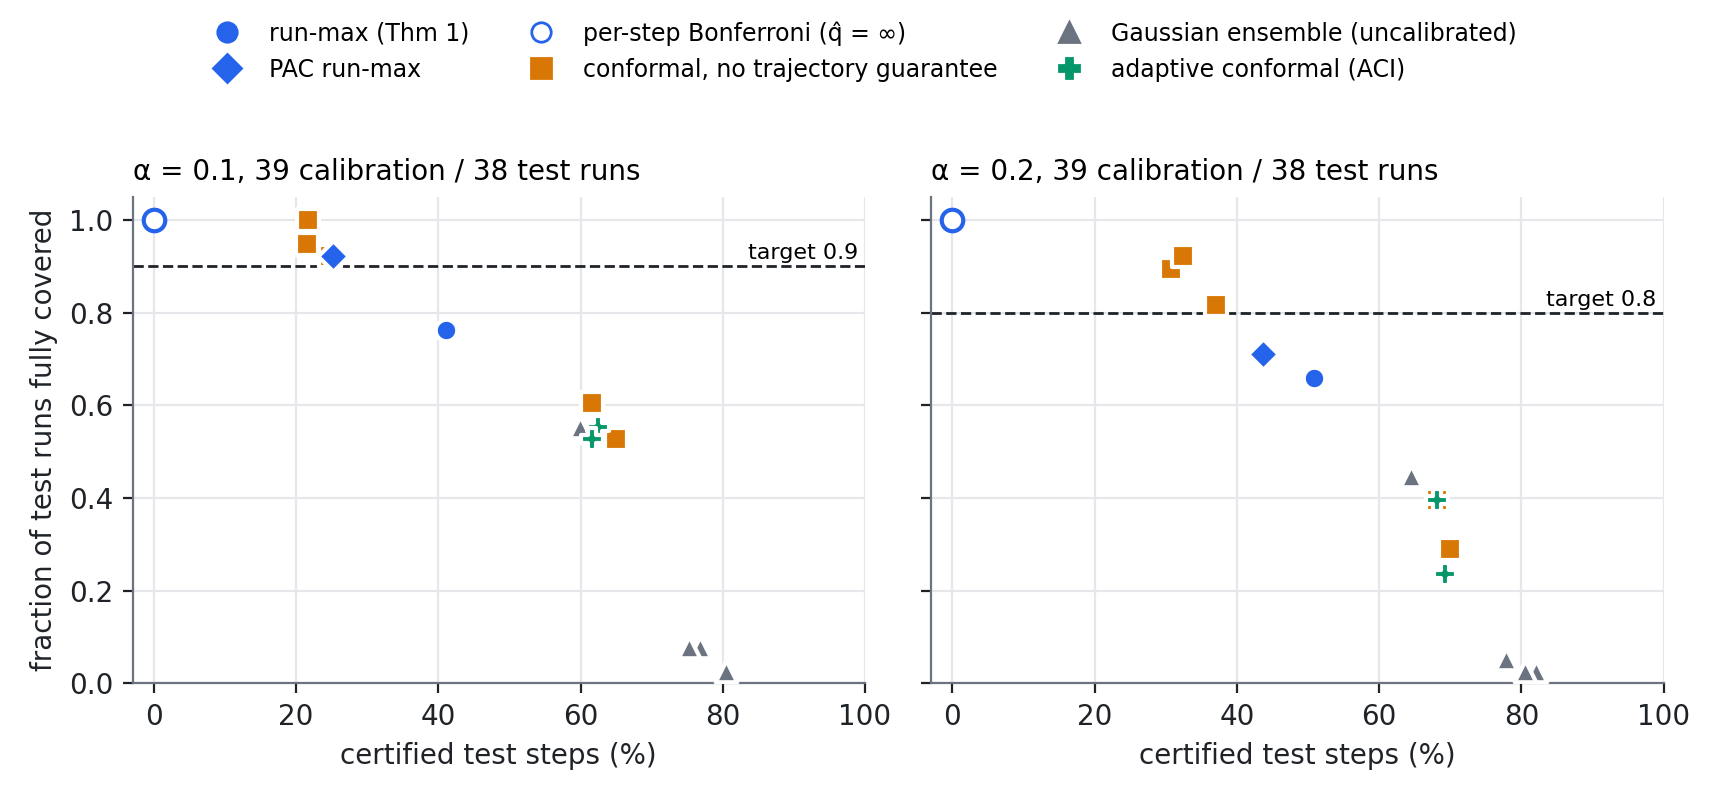 run-max (Thm 1)
PAC run-max
per-step Bonferroni (q̂ = ∞)
conformal, no trajectory guarantee
Gaussian ensemble (uncalibrated)
adaptive conformal (ACI)
α = 0.1, 39 calibration / 38 test runs
fraction of test runs fully covered
1.0
0.8
0.6
0.4
0.2
0.0
target 0.9
0 20 40 60 80 100
certified test steps (%)
α = 0.2, 39 calibration / 38 test runs
target 0.8
0 20 40 60 80 100
certified test steps (%)